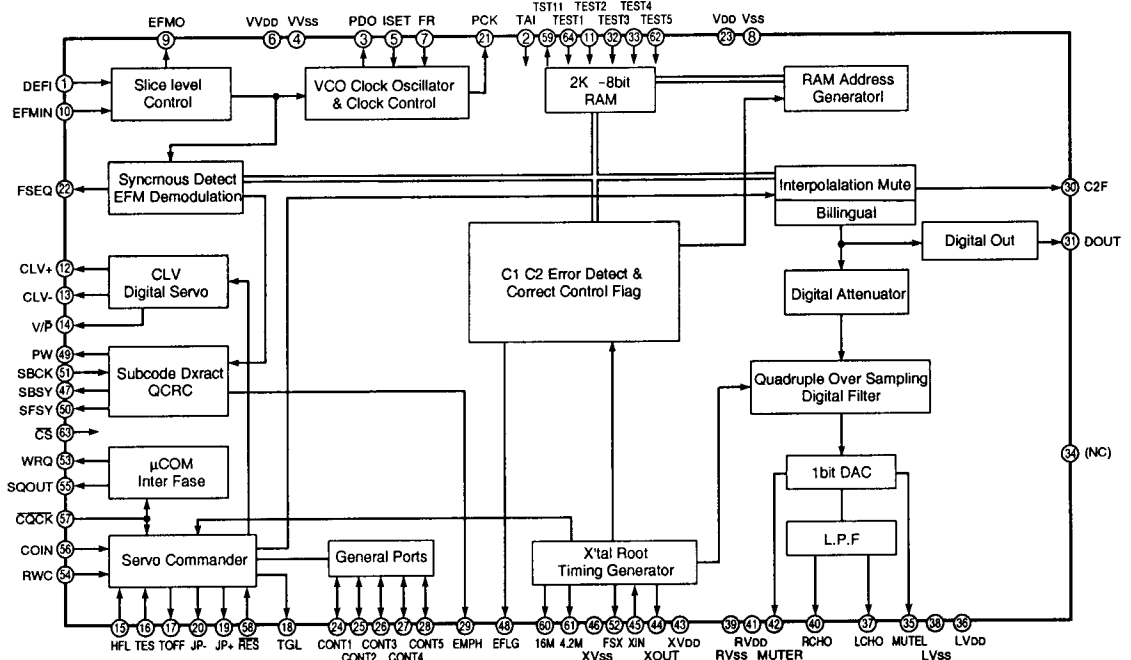 TEST2 TEST4
EFMO VVDD VVSS PDO ISET FR PCK TAI TST11 TEST1 TEST3 TEST5 VDD VSS
9 6 4 3 5 7 21 2 59 64 11 32 33 62 23 8
DEFI 1
EFMIN 10
Slice level
Control
VCO Clock Oscillator
& Clock Control
2K -8bit
RAM
RAM Address
Generatorl
FSEQ 22
Syncrnous Detect
EFM Demodulation
Interpolalation Mute
Billingual
30 C2F
Digital Out
31 DOUT
CLV+ 12
CLV- 13
V/P 14
CLV
Digital Servo
C1 C2 Error Detect &
Correct Control Flag
Digital Attenuator
PW 49
SBCK 51
SBSY 47
SFSY 50
Subcode Dxract
QCRC
Quadruple Over Sampling
Digital Filter
CS 63
WRQ 53
SQOUT 55
μCOM
Inter Fase
34 (NC)
1bit DAC
CQCK 57
COIN 56
RWC 54
Servo Commander
General Ports
X'tal Root
Timing Generator
L.P.F
15 16 17 20 19 58 18 24 25 26 27 28 29 48 60 61 46 52 45 44 43 39 41 42 40 37 35 38 36
HFL TES TOFF JP- JP+ RES TGL CONT1 CONT3 CONT5 EMPH EFLG 16M 4.2M FSX XIN XVDD RVDD RCHO LCHO MUTEL LVDD
CONT2 CONT4 XVSS XOUT RVSS MUTER LVSS